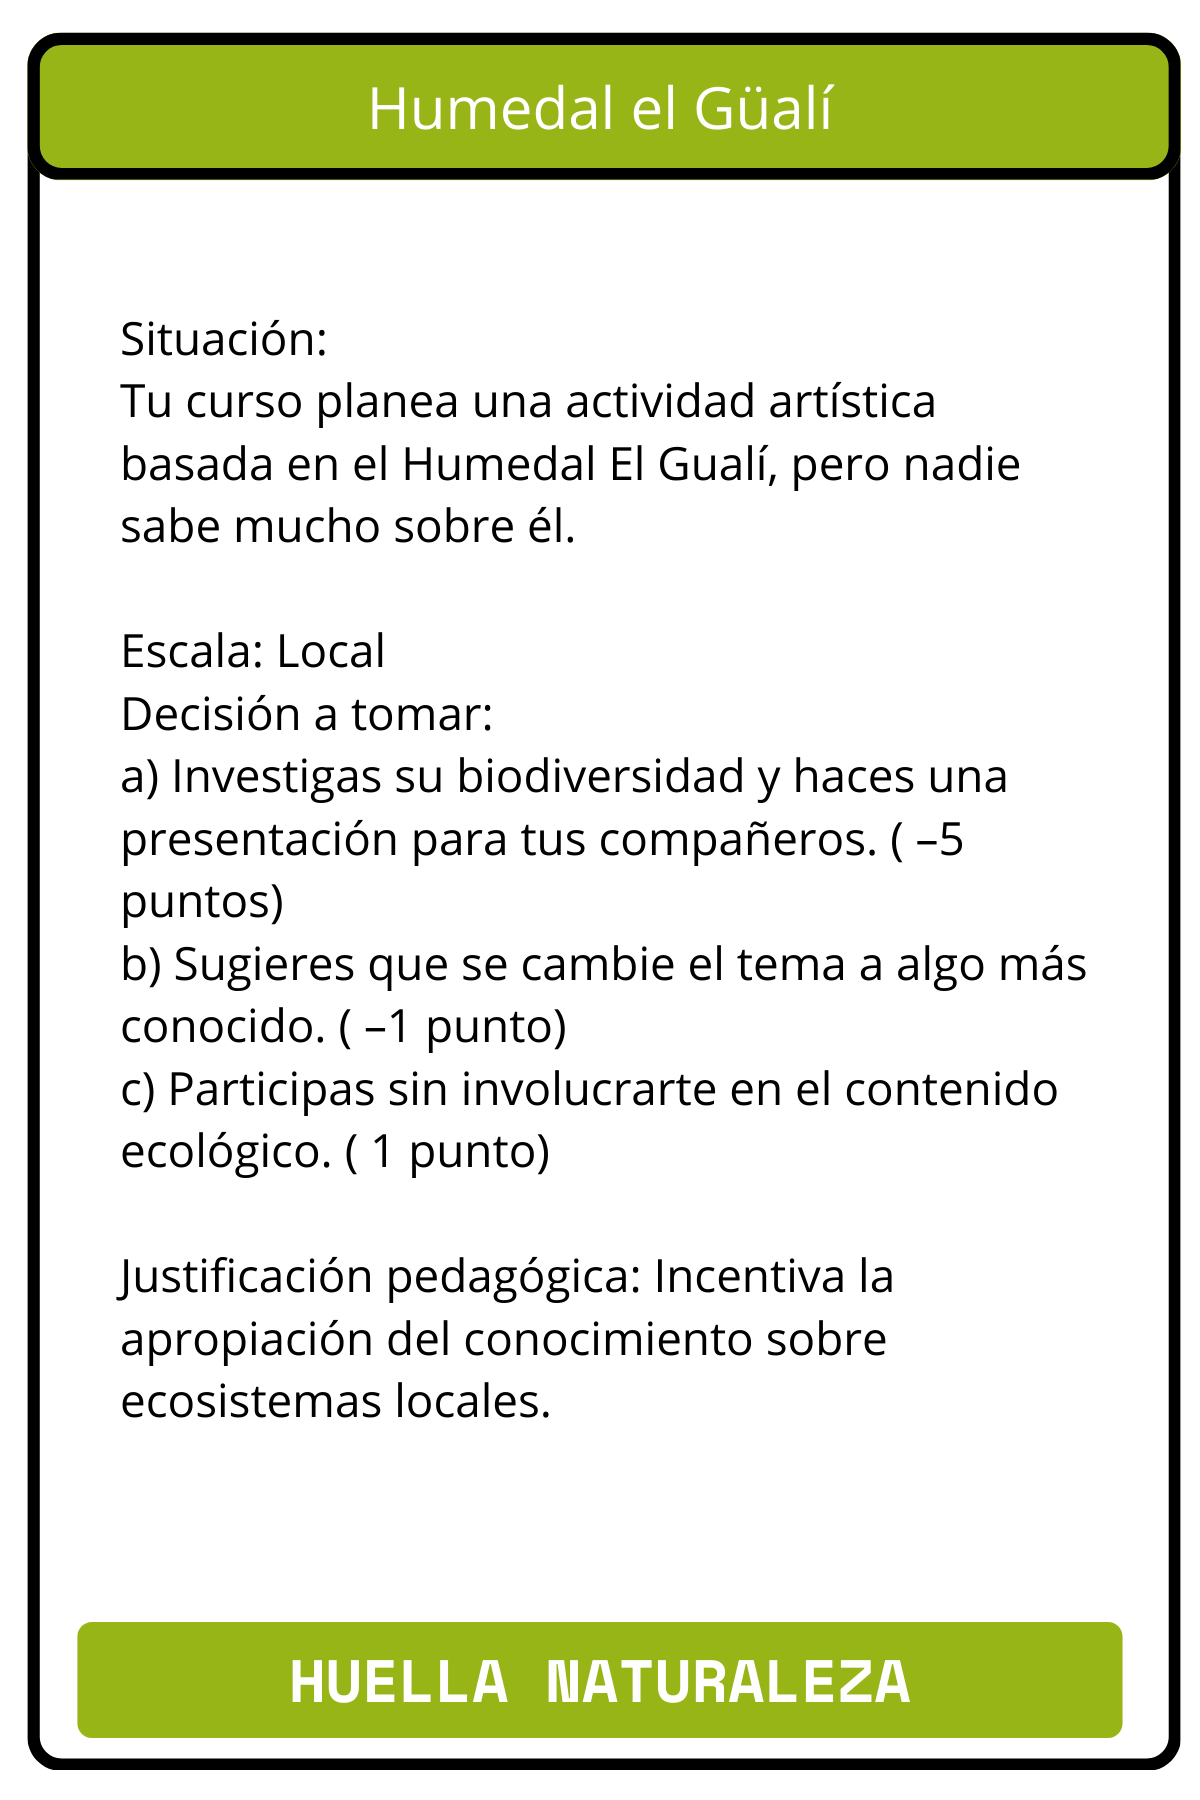 Humedal el Güalí
Situación:
Tu curso planea una actividad artística
basada en el Humedal El Gualí, pero nadie
sabe mucho sobre él.
Escala: Local
Decisión a tomar:
a) Investigas su biodiversidad y haces una
presentación para tus compañeros. ( –5
puntos)
b) Sugieres que se cambie el tema a algo más
conocido. ( –1 punto)
c) Participas sin involucrarte en el contenido
ecológico. ( 1 punto)
Justificación pedagógica: Incentiva la
apropiación del conocimiento sobre
ecosistemas locales.
HUELLA NATURALEZA